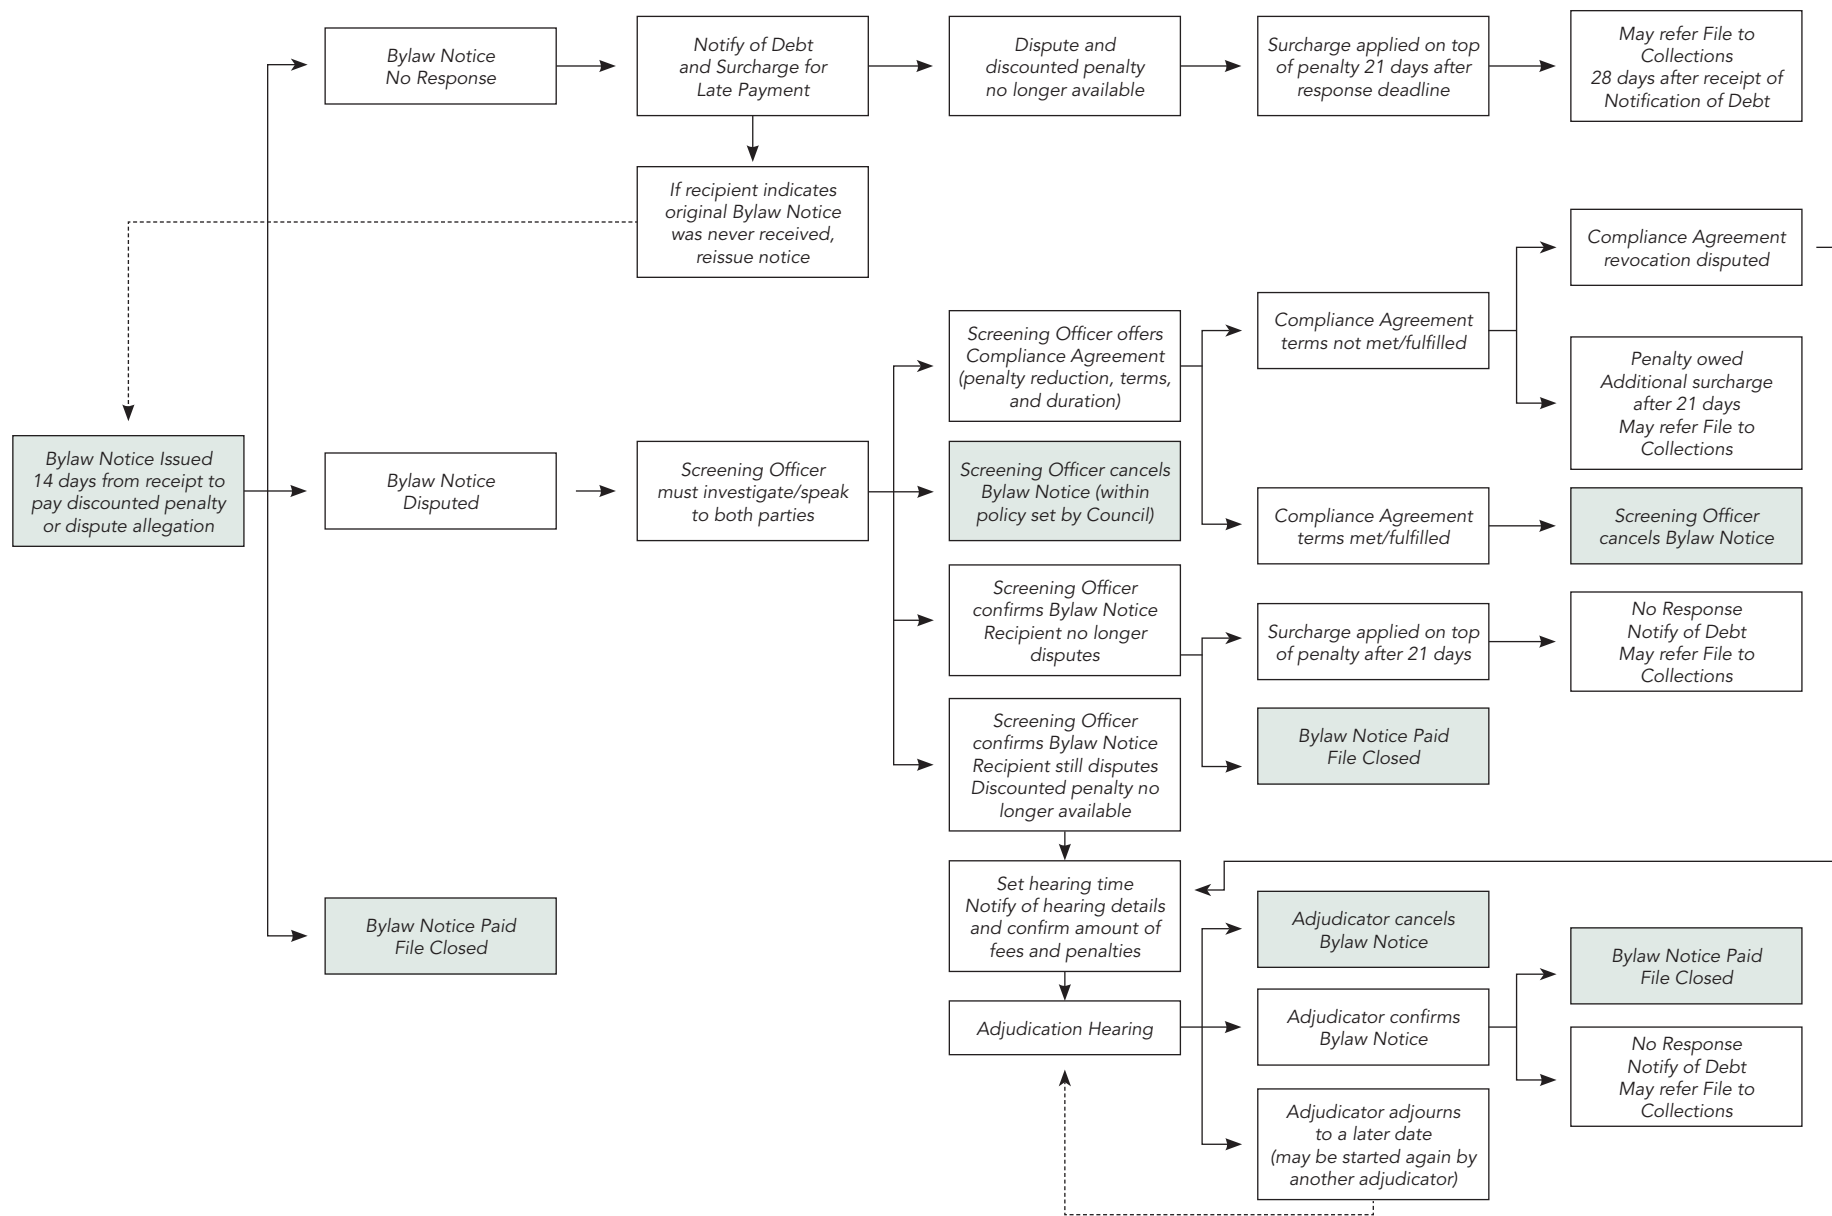 Bylaw Notice
No Response
Notify of Debt
and Surcharge for
Late Payment
Dispute and
discounted penalty
no longer available
Surcharge applied on top
of penalty 21 days after
response deadline
May refer File to
Collections
28 days after receipt of
Notification of Debt
If recipient indicates
original Bylaw Notice
was never received,
reissue notice
Compliance Agreement
revocation disputed
Screening Officer offers
Compliance Agreement
(penalty reduction, terms,
and duration)
Compliance Agreement
terms not met/fulfilled
Penalty owed
Additional surcharge
after 21 days
May refer File to
Collections
Bylaw Notice Issued
14 days from receipt to
pay discounted penalty
or dispute allegation
Bylaw Notice
Disputed
Screening Officer
must investigate/speak
to both parties
Screening Officer cancels
Bylaw Notice (within
policy set by Council)
Compliance Agreement
terms met/fulfilled
Screening Officer
cancels Bylaw Notice
Screening Officer
confirms Bylaw Notice
Recipient no longer
disputes
Surcharge applied on top
of penalty after 21 days
No Response
Notify of Debt
May refer File to
Collections
Screening Officer
confirms Bylaw Notice
Recipient still disputes
Discounted penalty no
longer available
Bylaw Notice Paid
File Closed
Set hearing time
Notify of hearing details
and confirm amount of
fees and penalties
Bylaw Notice Paid
File Closed
Adjudicator cancels
Bylaw Notice
Bylaw Notice Paid
File Closed
Adjudication Hearing
Adjudicator confirms
Bylaw Notice
No Response
Notify of Debt
May refer File to
Collections
Adjudicator adjourns
to a later date
(may be started again by
another adjudicator)